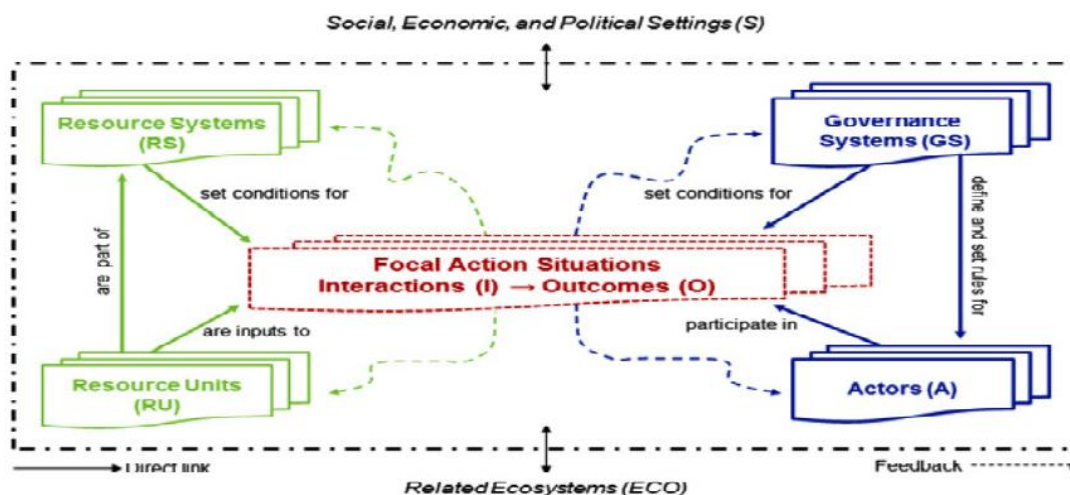 Social, Economic, and Political Settings (S)
Resource Systems
(RS)
Governance
Systems (GS)
set conditions for
set conditions for
are part of
define and set rules for
Focal Action Situations
Interactions (I) → Outcomes (O)
are inputs to
participate in
Resource Units
(RU)
Actors (A)
Direct link
Feedback
Related Ecosystems (ECO)